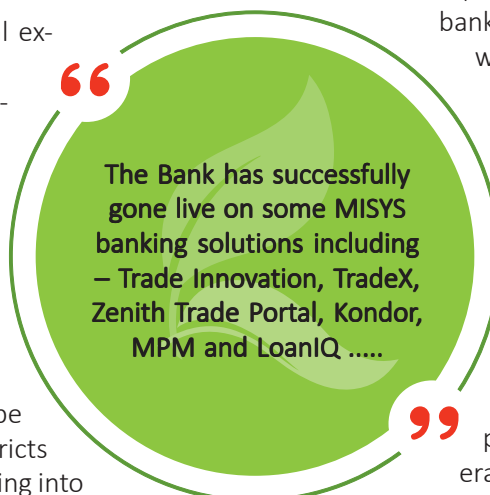 l ex-
-
bank
w
“
The Bank has successfully
gone live on some MISYS
banking solutions including
– Trade Innovation, TradeX,
Zenith Trade Portal, Kondor,
MPM and LoanIQ .....
”
ricts
ing into
p
era